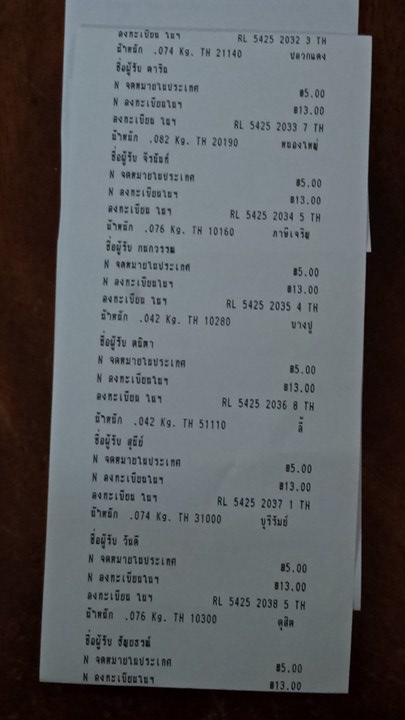 ลงทะเบียน ในฯ RL 5425 2032 3 TH
น้ำหนัก .074 Kg. TH 21140 ปลวกแดง
ชื่อผู้รับ ดาริณ
N จดหมายในประเทศ ฿5.00
N ลงทะเบียนในฯ ฿13.00
ลงทะเบียน ในฯ RL 5425 2033 7 TH
น้ำหนัก .082 Kg. TH 20190 หนองใหญ่
ชื่อผู้รับ จิรนันท์
N จดหมายในประเทศ ฿5.00
N ลงทะเบียนในฯ ฿13.00
ลงทะเบียน ในฯ RL 5425 2034 5 TH
น้ำหนัก .076 Kg. TH 10160 ภาษีเจริญ
ชื่อผู้รับ กนกวรรณ
N จดหมายในประเทศ ฿5.00
N ลงทะเบียนในฯ ฿13.00
ลงทะเบียน ในฯ RL 5425 2035 4 TH
น้ำหนัก .042 Kg. TH 10280 บางปู
ชื่อผู้รับ
N จดหมายในประเทศ ฿5.00
N ลงทะเบียนในฯ ฿13.00
ลงทะเบียน ในฯ RL 5425 2036 8 TH
น้ำหนัก .042 Kg. TH 51110 ลี้
ชื่อผู้รับ สุนีย์
N จดหมายในประเทศ ฿5.00
N ลงทะเบียนในฯ ฿13.00
ลงทะเบียน ในฯ RL 5425 2037 1 TH
น้ำหนัก .074 Kg. TH 31000 บุรีรัมย์
ชื่อผู้รับ วันดี
N จดหมายในประเทศ ฿5.00
N ลงทะเบียนในฯ ฿13.00
ลงทะเบียน ในฯ RL 5425 2038 5 TH
น้ำหนัก .076 Kg. TH 10300 ดุสิต
ชื่อผู้รับ ธัญยธรณ์
N จดหมายในประเทศ ฿5.00
N ลงทะเบียนในฯ ฿13.00